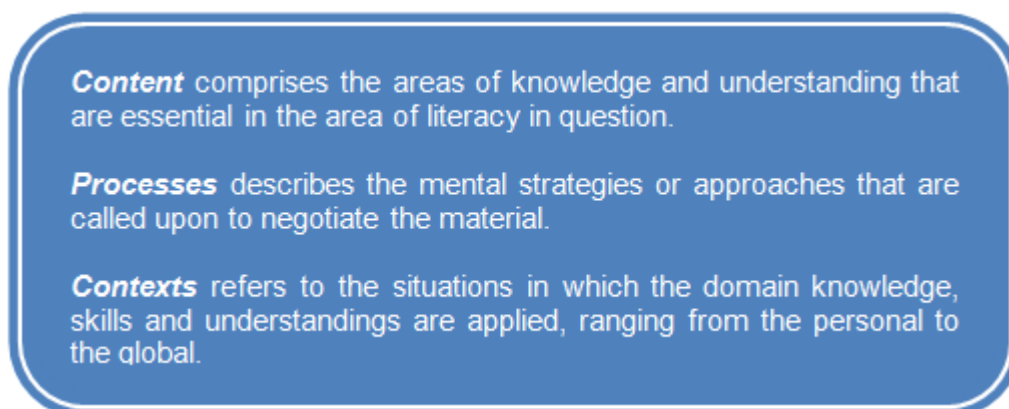 Content comprises the areas of knowledge and understanding that
are essential in the area of literacy in question.
Processes describes the mental strategies or approaches that are
called upon to negotiate the material.
Contexts refers to the situations in which the domain knowledge,
skills and understandings are applied, ranging from the personal to
the global.